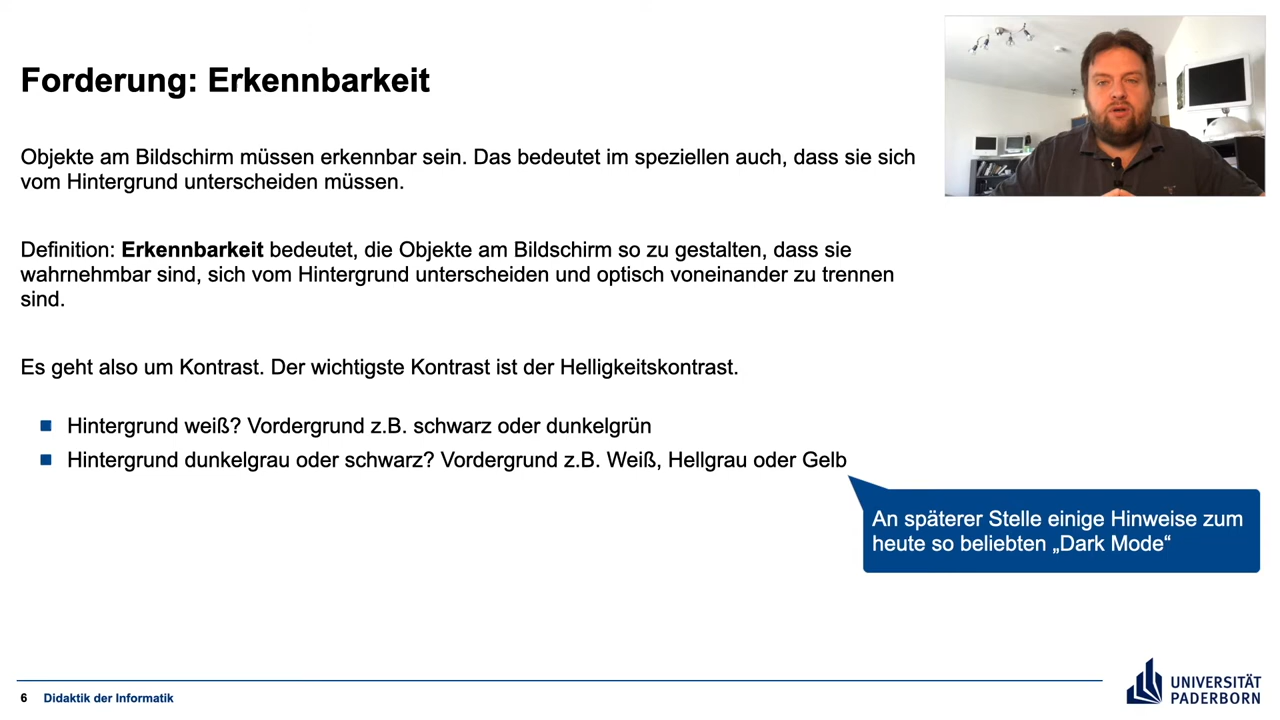 Forderung: Erkennbarkeit
Objekte am Bildschirm müssen erkennbar sein. Das bedeutet im speziellen auch, dass sie sich
vom Hintergrund unterscheiden müssen.
Definition: Erkennbarkeit bedeutet, die Objekte am Bildschirm so zu gestalten, dass sie
wahrnehmbar sind, sich vom Hintergrund unterscheiden und optisch voneinander zu trennen
sind.
Es geht also um Kontrast. Der wichtigste Kontrast ist der Helligkeitskontrast.
Hintergrund weiß? Vordergrund z.B. schwarz oder dunkelgrün
Hintergrund dunkelgrau oder schwarz? Vordergrund z.B. Weiß, Hellgrau oder Gelb
An späterer Stelle einige Hinweise zum
heute so beliebten „Dark Mode“
6 Didaktik der Informatik
UNIVERSITÄT
PADERBORN